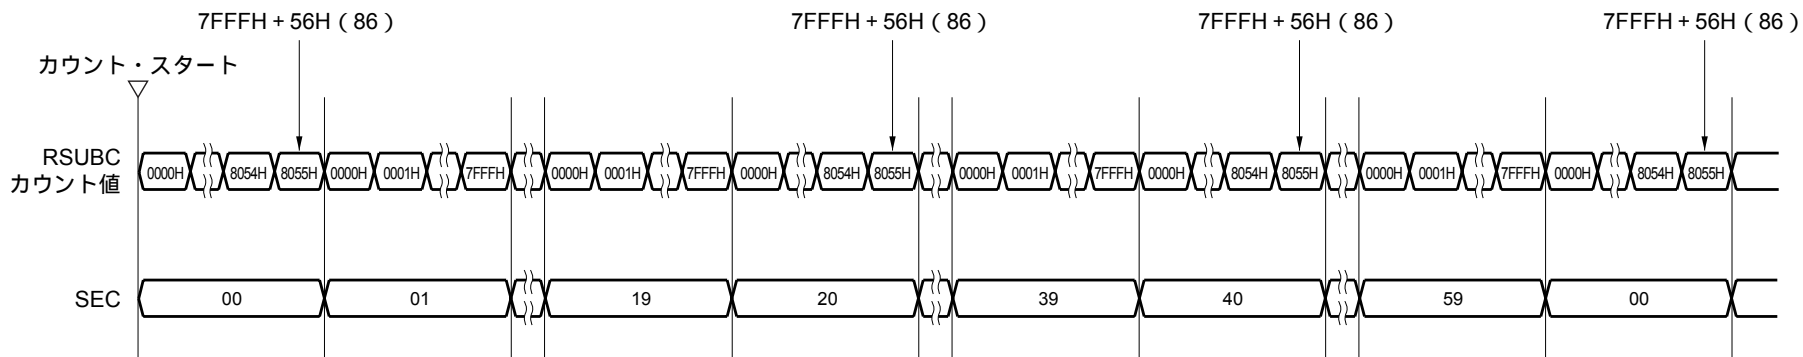 7FFFH + 56H ( 86 ) 7FFFH + 56H ( 86 ) 7FFFH + 56H ( 86 ) 7FFFH + 56H ( 86 )
カウント・スタート
RSUBC
カウント値
0000H 8054H 8055H 0000H 0001H 7FFFH 0000H 0001H 7FFFH 0000H 8054H 8055H 0000H 0001H 7FFFH 0000H 8054H 8055H 0000H 0001H 7FFFH 0000H 8054H 8055H
SEC 00 01 19 20 39 40 59 00